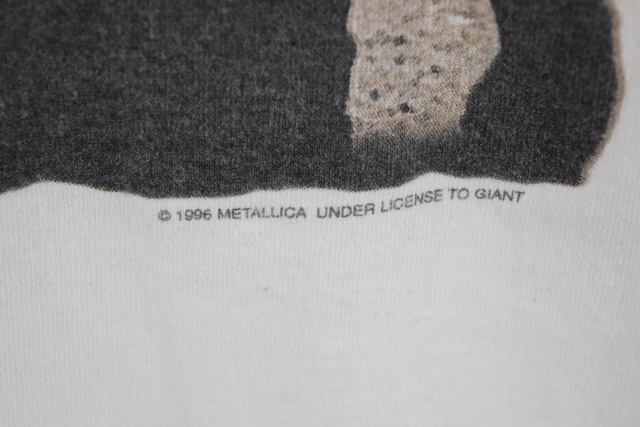 © 1996 METALLICA UNDER LICENSE TO GIANT